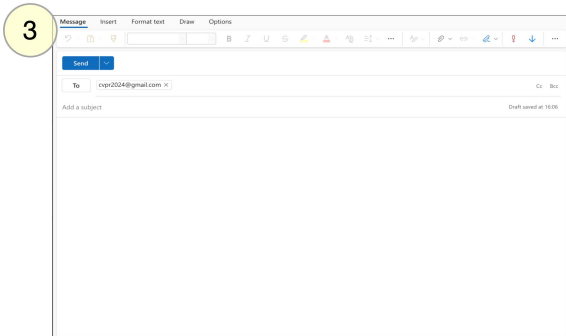 3
Message Insert Format text Draw Options
B I U S A
Send
To cvpr2024@gmail.com × Cc Bcc
Add a subject Draft saved at 16:06